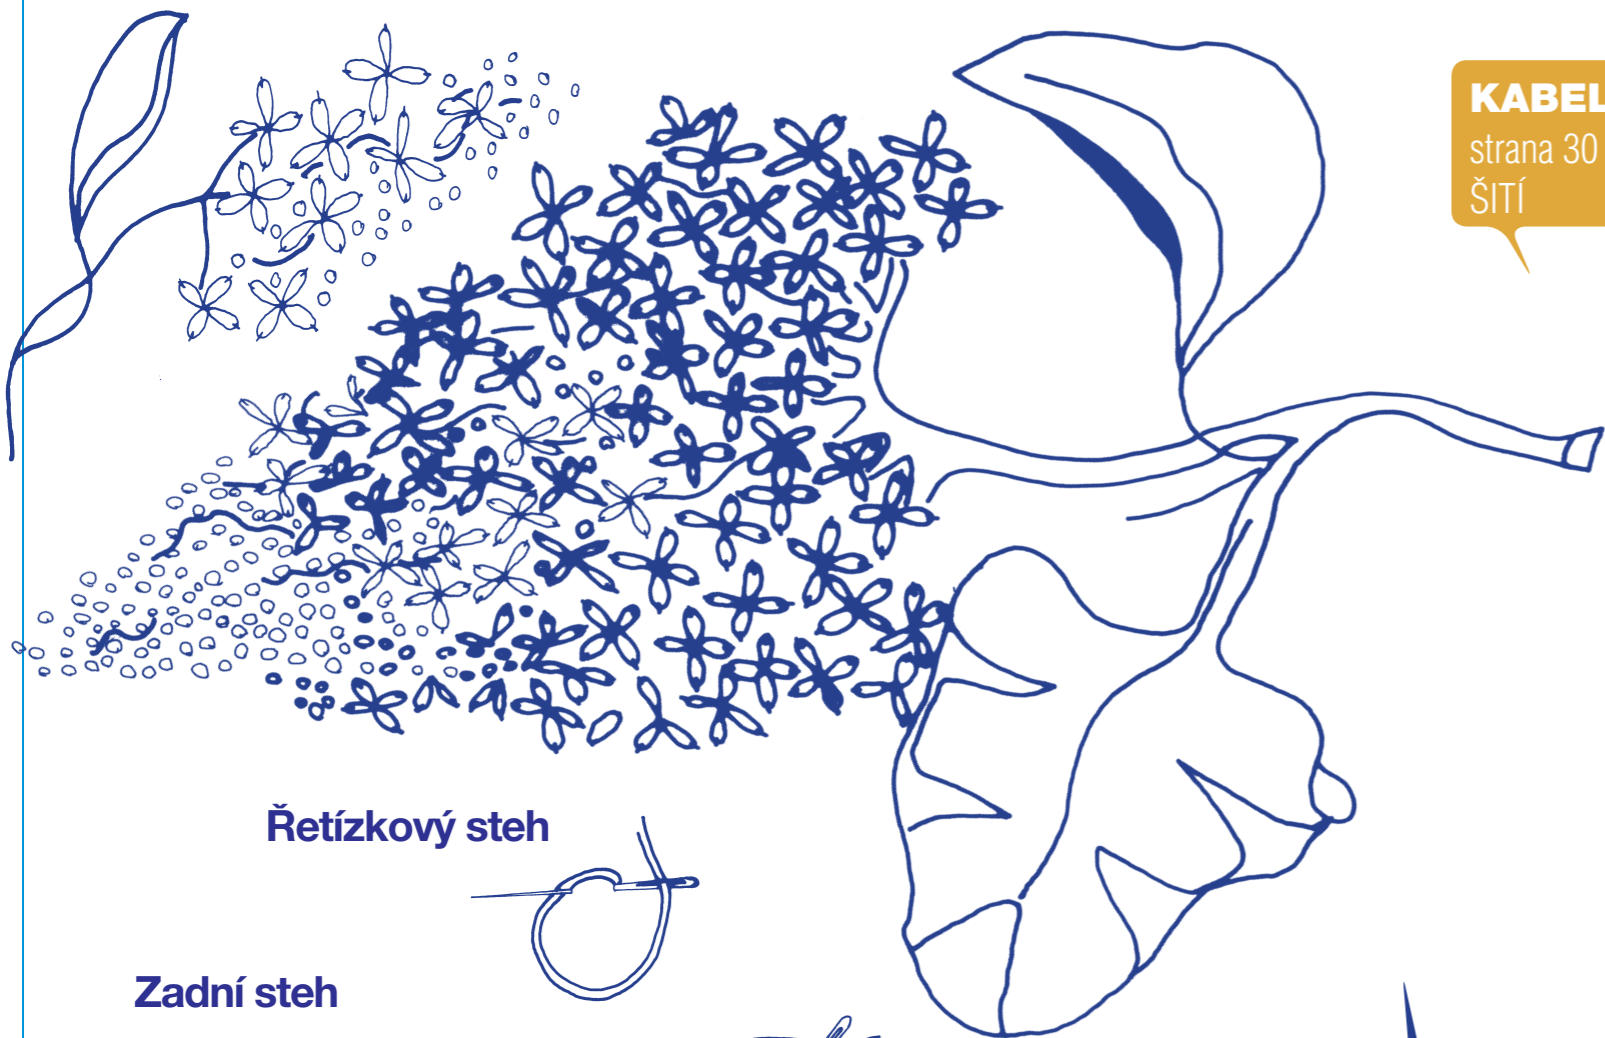 KABEL
strana 30
ŠITÍ
Řetízkový steh
Zadní steh